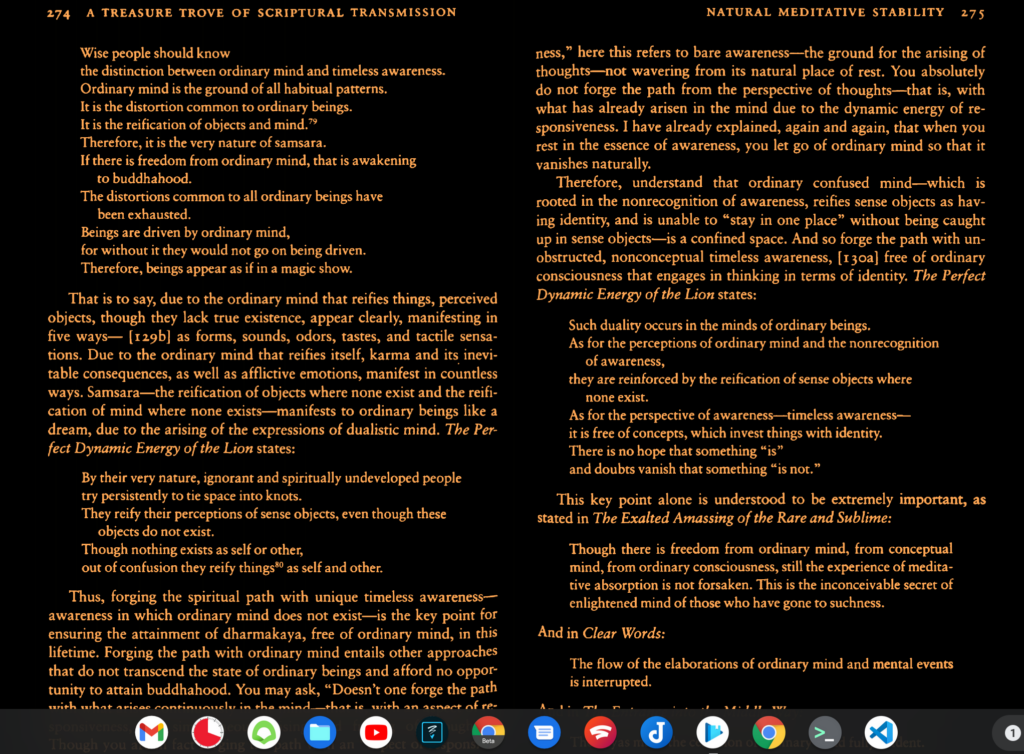 274 A TREASURE TROVE OF SCRIPTURAL TRANSMISSION
Wise people should know
the distinction between ordinary mind and timeless awareness.
Ordinary mind is the ground of all habitual patterns.
It is the distortion common to ordinary beings.
It is the reification of objects and mind.⁷⁹
Therefore, it is the very nature of samsara.
If there is freedom from ordinary mind, that is awakening
to buddhahood.
The distortions common to all ordinary beings have
been exhausted.
Beings are driven by ordinary mind,
for without it they would not go on being driven.
Therefore, beings appear as if in a magic show.
That is to say, due to the ordinary mind that reifies things, perceived
objects, though they lack true existence, appear clearly, manifesting in
five ways— [129b] as forms, sounds, odors, tastes, and tactile sensa-
tions. Due to the ordinary mind that reifies itself, karma and its inevi-
table consequences, as well as afflictive emotions, manifest in countless
ways. Samsara—the reification of objects where none exist and the reifi-
cation of mind where none exists—manifests to ordinary beings like a
dream, due to the arising of the expressions of dualistic mind. The Per-
fect Dynamic Energy of the Lion states:
By their very nature, ignorant and spiritually undeveloped people
try persistently to tie space into knots.
They reify their perceptions of sense objects, even though these
objects do not exist.
Though nothing exists as self or other,
out of confusion they reify things⁸⁰ as self and other.
Thus, forging the spiritual path with unique timeless awareness—
awareness in which ordinary mind does not exist—is the key point for
ensuring the attainment of dharmakaya, free of ordinary mind, in this
lifetime. Forging the path with ordinary mind entails other approaches
that do not transcend the state of ordinary beings and afford no oppor-
tunity to attain buddhahood. You may ask, “Doesn’t one forge the path
with what arises continuously in the mind—that is, with an aspect of re-
NATURAL MEDITATIVE STABILITY 275
ness,” here this refers to bare awareness—the ground for the arising of
thoughts—not wavering from its natural place of rest. You absolutely
do not forge the path from the perspective of thoughts—that is, with
what has already arisen in the mind due to the dynamic energy of re-
sponsiveness. I have already explained, again and again, that when you
rest in the essence of awareness, you let go of ordinary mind so that it
vanishes naturally.
Therefore, understand that ordinary confused mind—which is
rooted in the nonrecognition of awareness, reifies sense objects as hav-
ing identity, and is unable to “stay in one place” without being caught
up in sense objects—is a confined space. And so forge the path with un-
obstructed, nonconceptual timeless awareness, [130a] free of ordinary
consciousness that engages in thinking in terms of identity. The Perfect
Dynamic Energy of the Lion states:
Such duality occurs in the minds of ordinary beings.
As for the perceptions of ordinary mind and the nonrecognition
of awareness,
they are reinforced by the reification of sense objects where
none exist.
As for the perspective of awareness—timeless awareness—
it is free of concepts, which invest things with identity.
There is no hope that something “is”
and doubts vanish that something “is not.”
This key point alone is understood to be extremely important, as
stated in The Exalted Amassing of the Rare and Sublime:
Though there is freedom from ordinary mind, from conceptual
mind, from ordinary consciousness, still the experience of medita-
tive absorption is not forsaken. This is the inconceivable secret of
enlightened mind of those who have gone to suchness.
And in Clear Words:
The flow of the elaborations of ordinary mind and mental events
is interrupted.
Beta
1